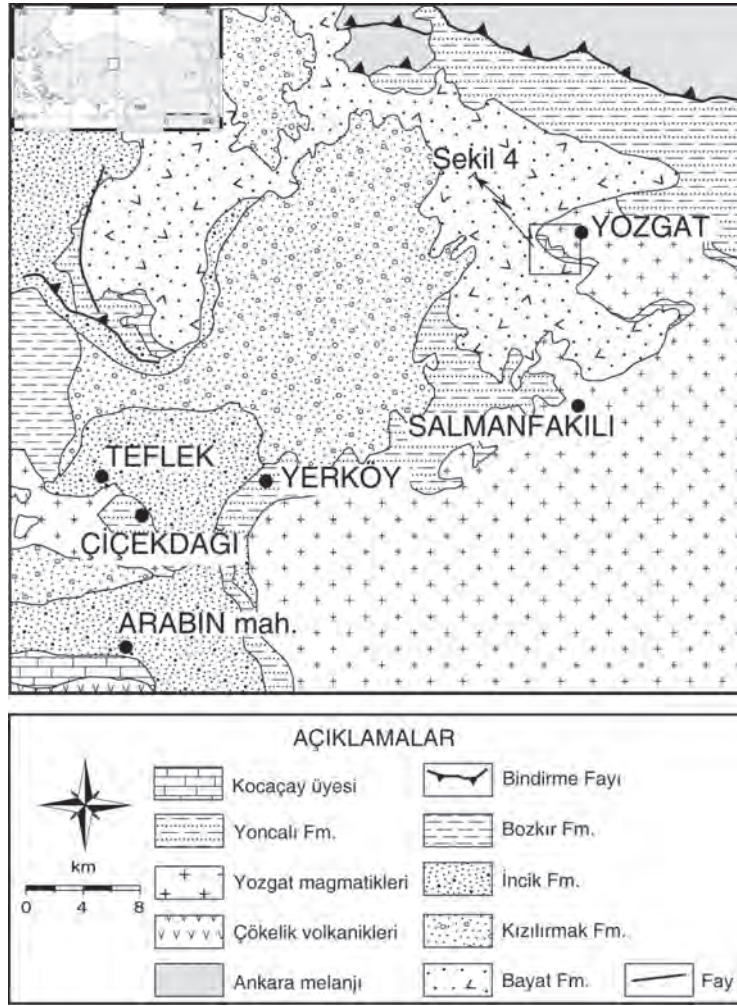 Sekil 4
YOZGAT
SALMANFAKILI
TEFLEK
YERKÖY
ÇİÇEKDAĞI
ARABIN mah.
AÇIKLAMALAR
km
0 4 8
Kocaçay üyesi
Yoncalı Fm.
Yozgat magmatikleri
Çökelik volkanikleri
Ankara melanjı
Bindirme Fayı
Bozkır Fm.
İncik Fm.
Kızılırmak Fm.
Bayat Fm.
Fay